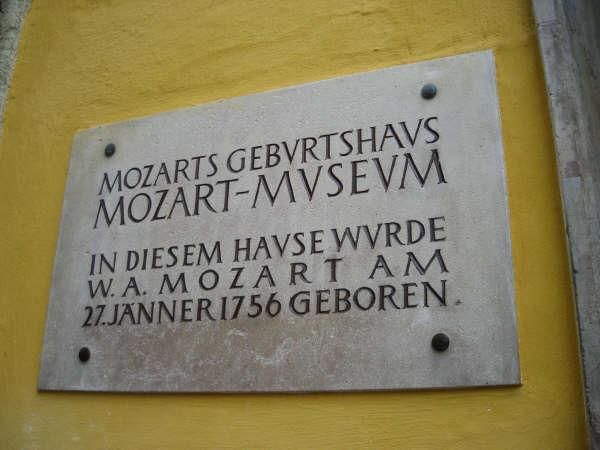 MOZARTS GEBVRTSHAVS
MOZART-MVSEVM
IN DIESEM HAVSE WVRDE
W. A. MOZART AM
27. JÄNNER 1756 GEBOREN